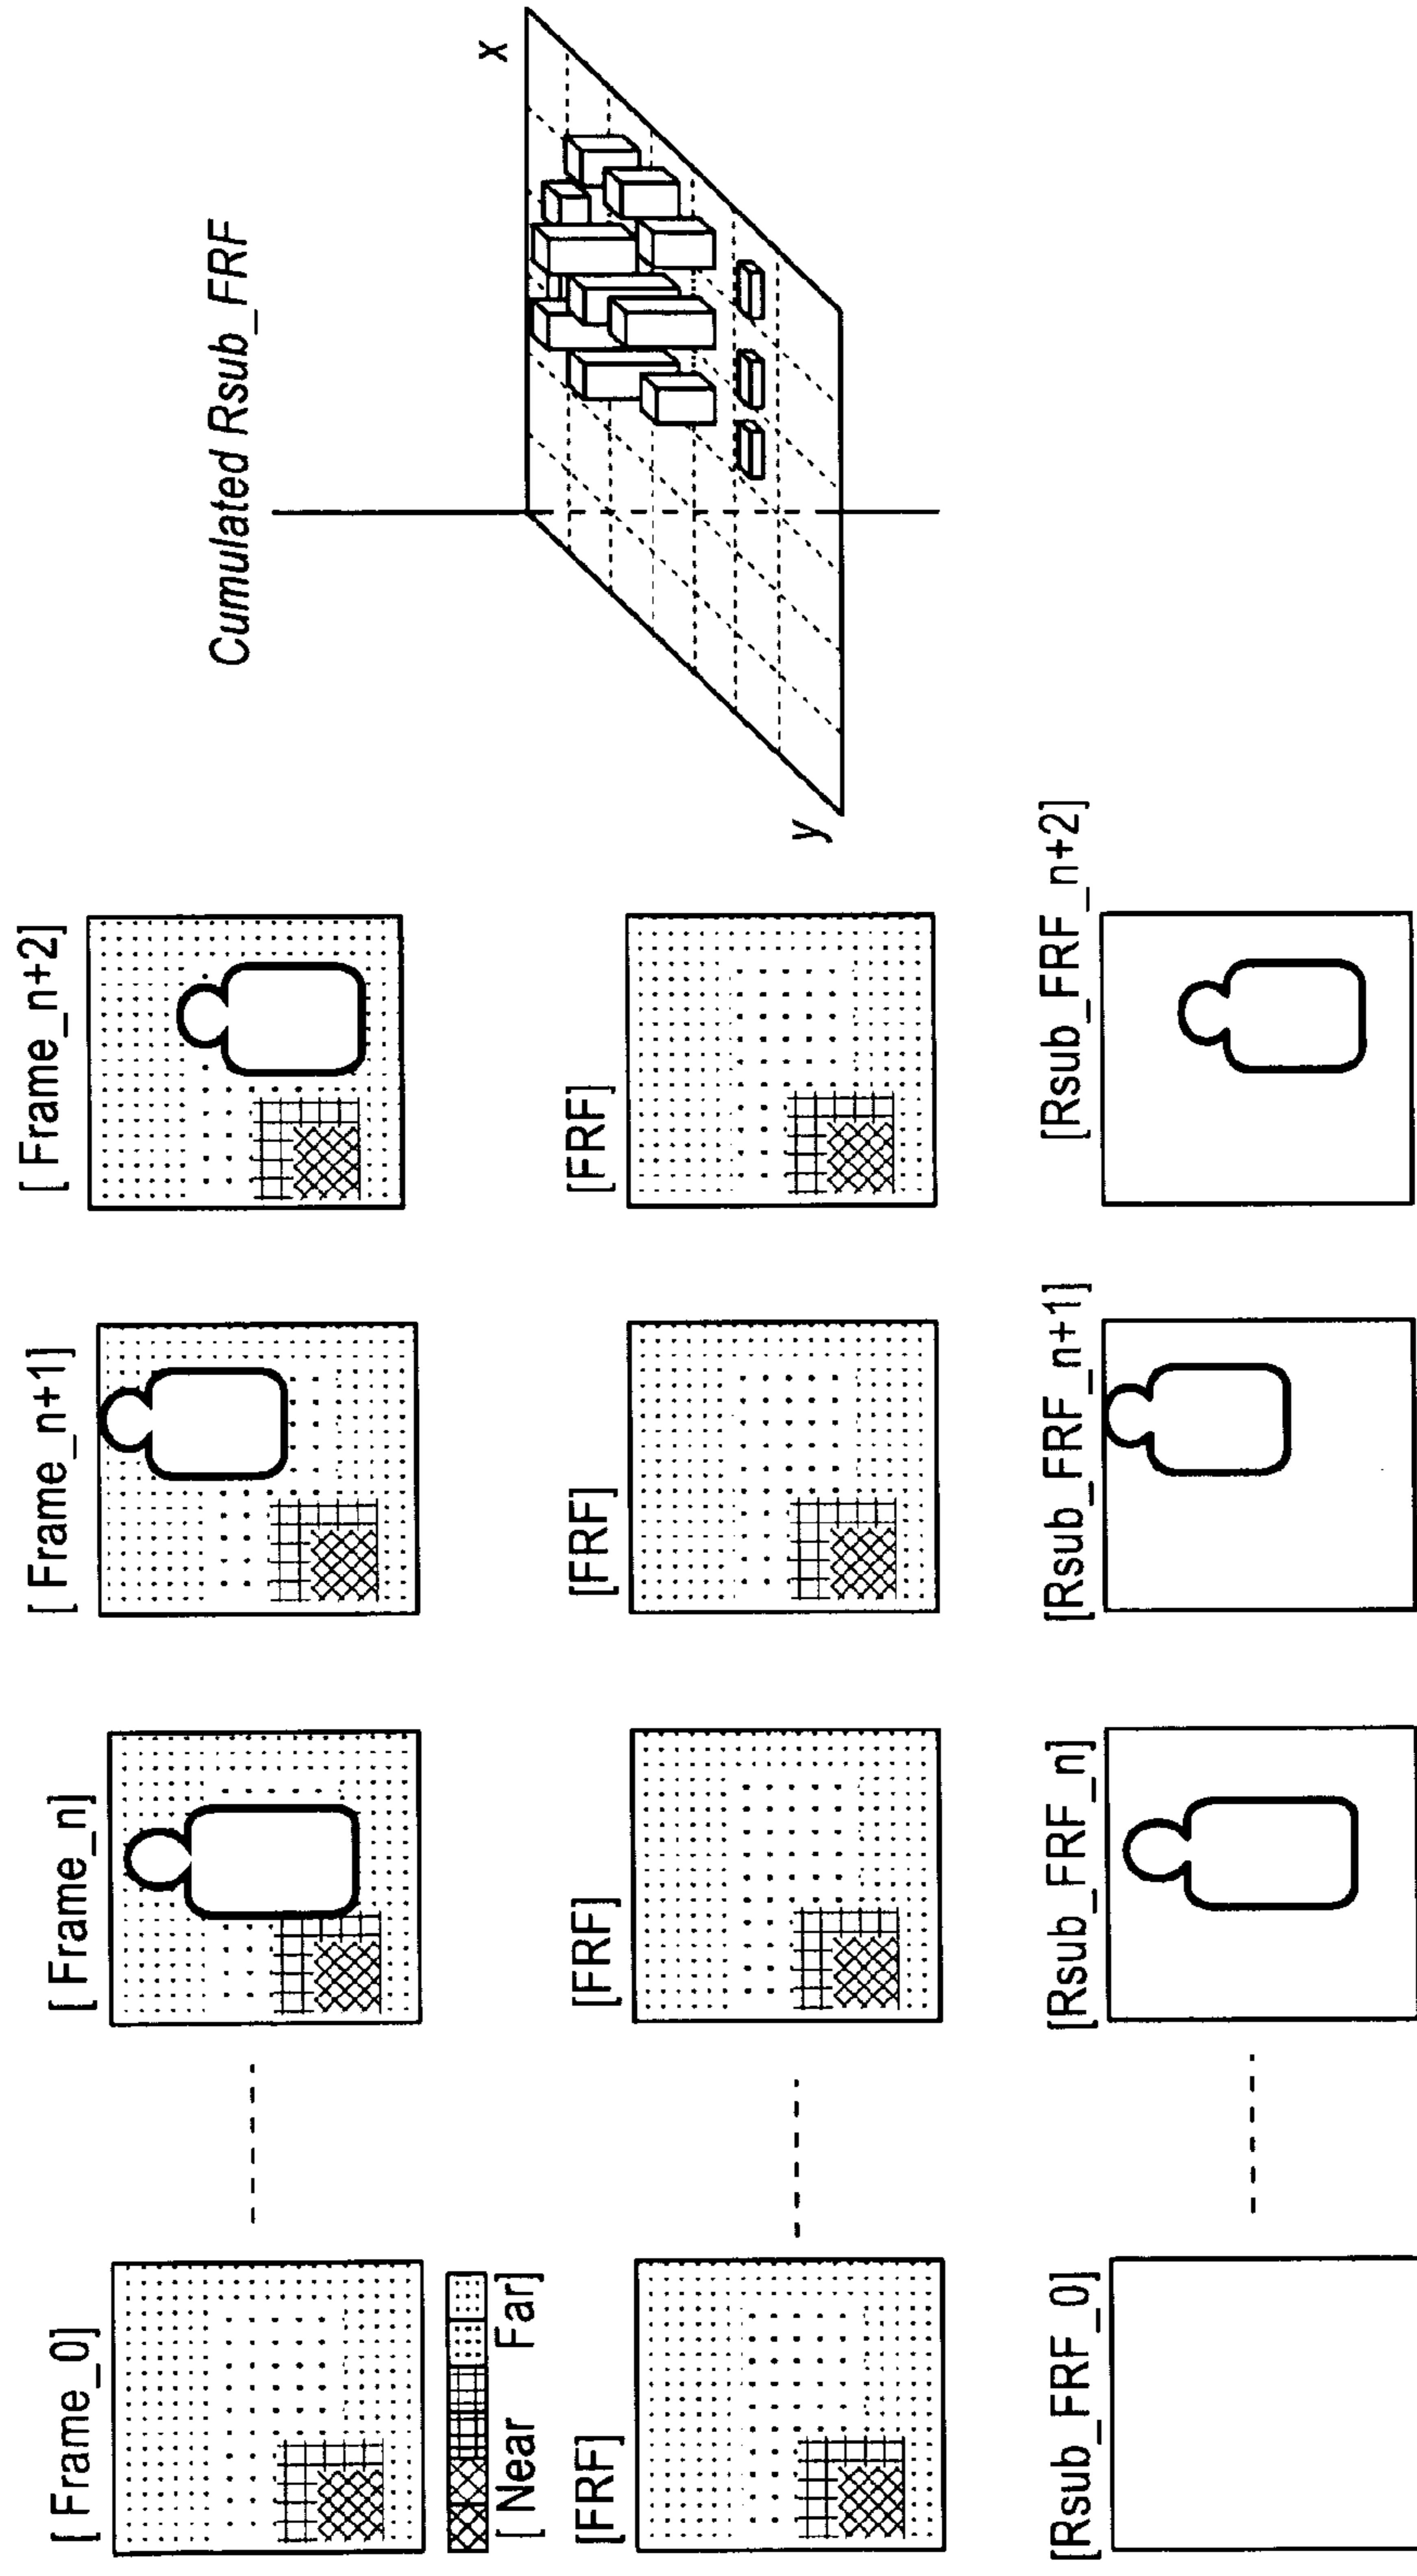 [ Frame_0]
[ Frame_n]
[ Frame_n+1]
[ Frame_n+2]
[ Near Far]
[FRF]
[FRF]
[FRF]
[FRF]
[Rsub_FRF_0]
[Rsub_FRF_n]
[Rsub_FRF_n+1]
[Rsub_FRF_n+2]
Cumulated Rsub_FRF
x
y